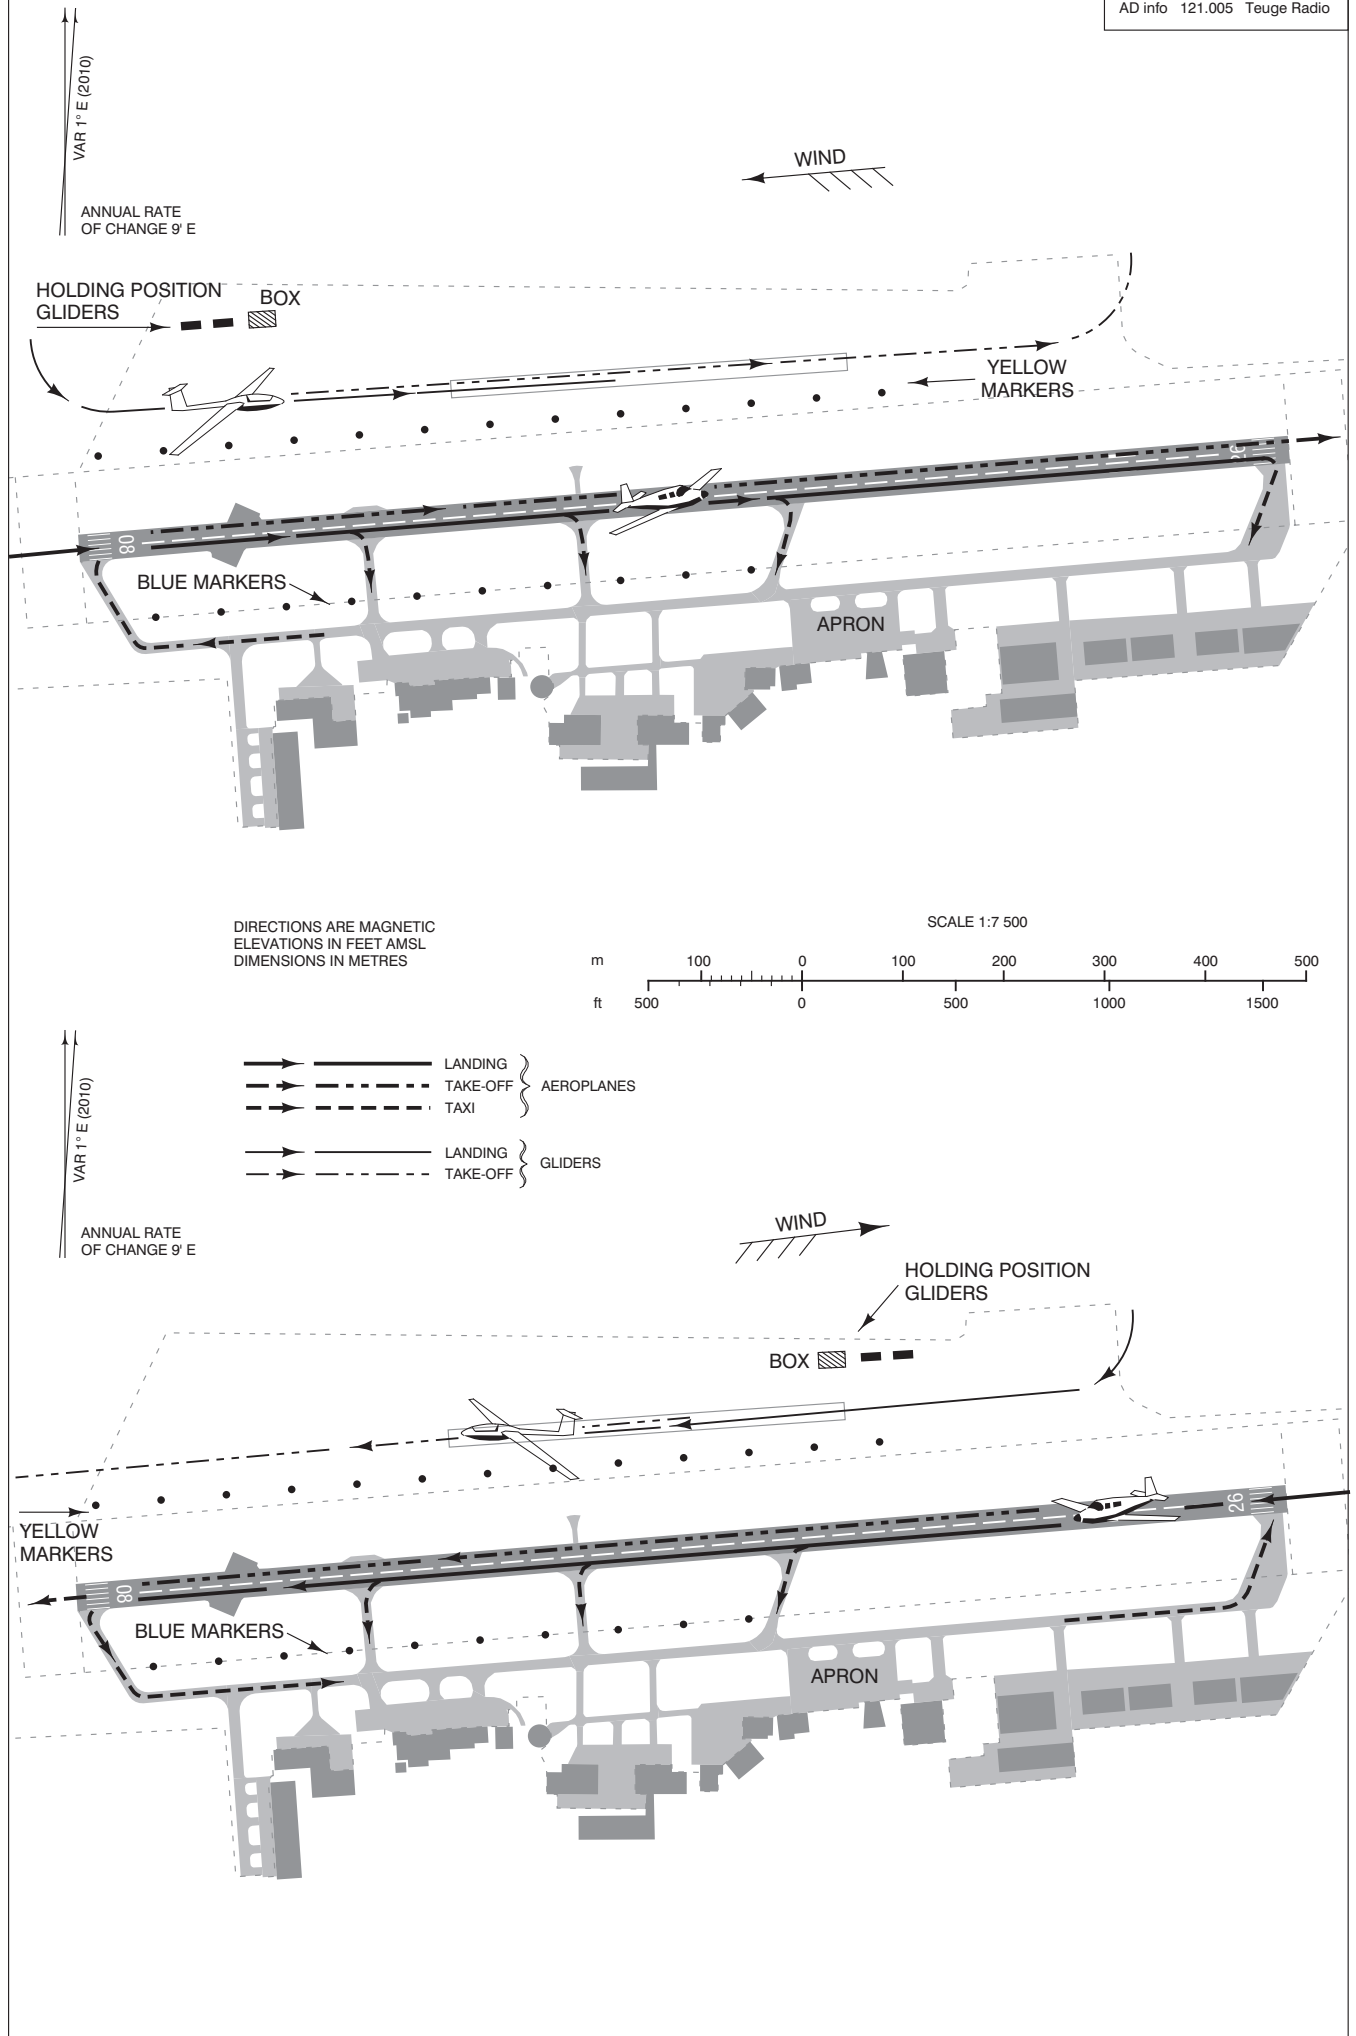 AD info 121.005 Teuge Radio
VAR 1° E (2010)
WIND
ANNUAL RATE
OF CHANGE 9' E
HOLDING POSITION
GLIDERS
BOX
YELLOW
MARKERS
26
08
BLUE MARKERS
APRON
DIRECTIONS ARE MAGNETIC
ELEVATIONS IN FEET AMSL
DIMENSIONS IN METRES
SCALE 1:7 500
m 100 0 100 200 300 400 500
ft 500 0 500 1000 1500
VAR 1° E (2010)
LANDING
TAKE-OFF
TAXI
AEROPLANES
LANDING
TAKE-OFF
GLIDERS
ANNUAL RATE
OF CHANGE 9' E
WIND
HOLDING POSITION
GLIDERS
BOX
26
YELLOW
MARKERS
08
BLUE MARKERS
APRON